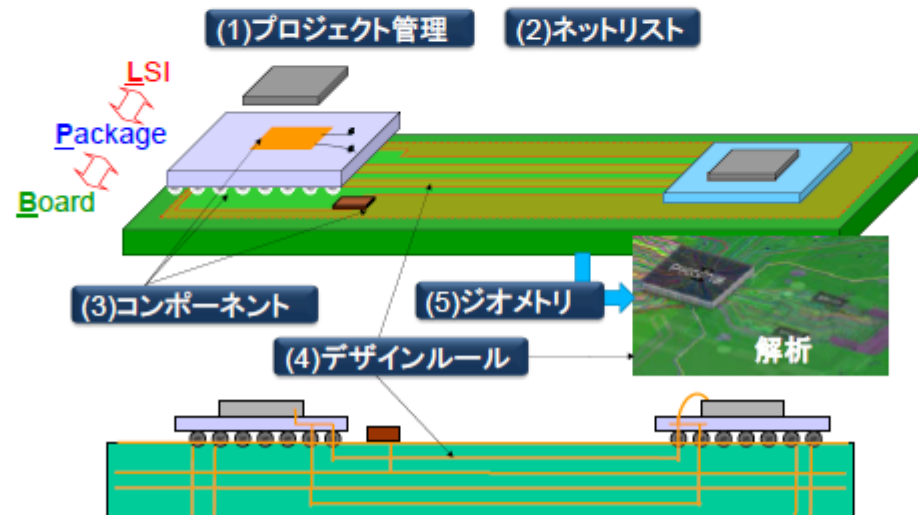 (1)プロジェクト管理
(2)ネットリスト
LSI
Package
Board
(3)コンポーネント
(5)ジオメトリ
(4)デザインルール
解析